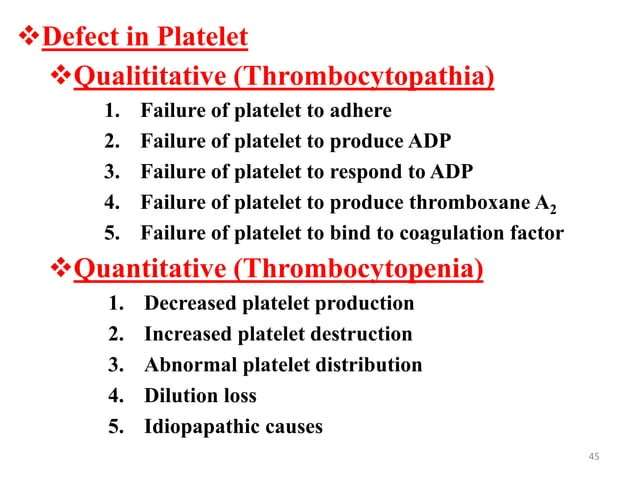 ❖Defect in Platelet
❖Qualititative (Thrombocytopathia)
1. Failure of platelet to adhere
2. Failure of platelet to produce ADP
3. Failure of platelet to respond to ADP
4. Failure of platelet to produce thromboxane A₂
5. Failure of platelet to bind to coagulation factor
❖Quantitative (Thrombocytopenia)
1. Decreased platelet production
2. Increased platelet destruction
3. Abnormal platelet distribution
4. Dilution loss
5. Idiopapathic causes
45